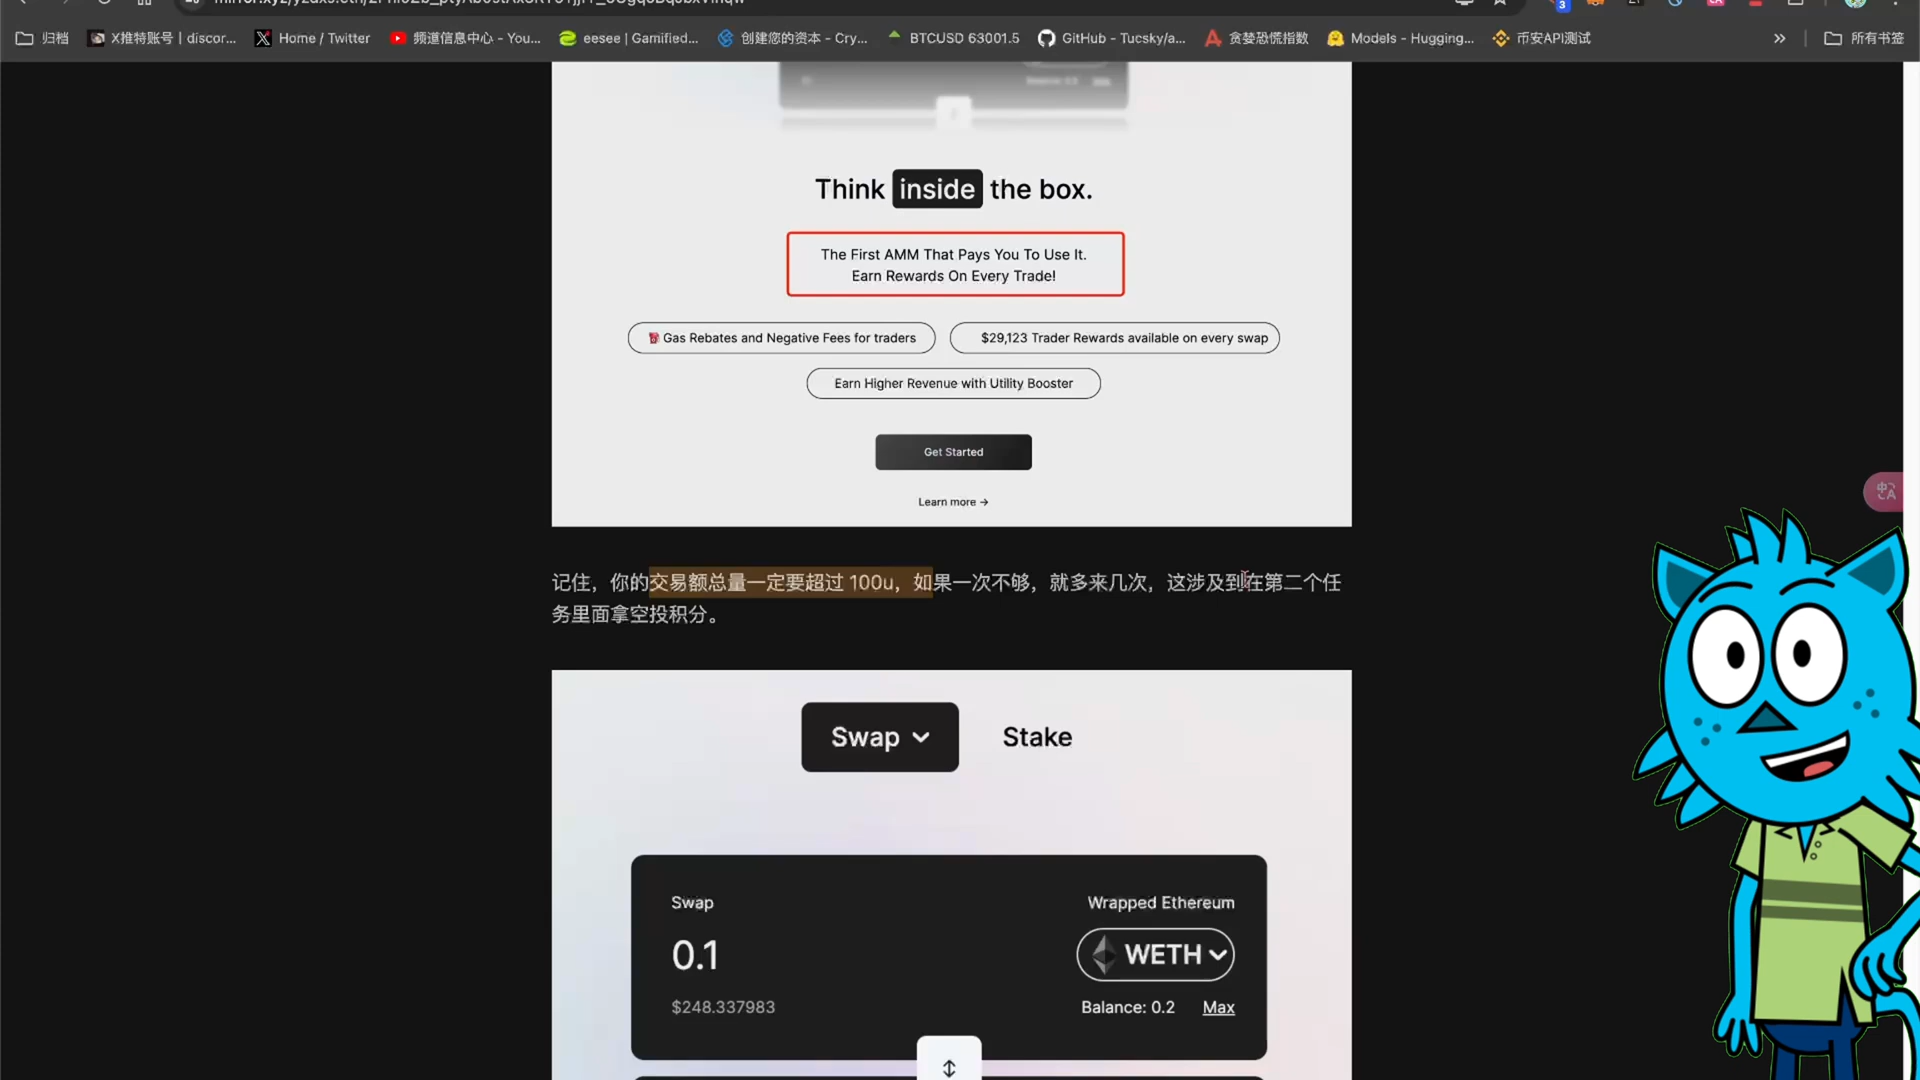 归档
X推特账号 | discor...
Home / Twitter
频道信息中心 - You...
eesee | Gamified...
创建您的资本 - Cry...
BTCUSD 63001.5
GitHub - Tucsky/a...
贪婪恐慌指数
Models - Hugging...
币安API测试
»
所有书签
Think inside the box.
The First AMM That Pays You To Use It.
Earn Rewards On Every Trade!
Gas Rebates and Negative Fees for traders
$29,123 Trader Rewards available on every swap
Earn Higher Revenue with Utility Booster
Get Started
Learn more →
记住，你的交易额总量一定要超过 100u，如果一次不够，就多来几次，这涉及到在第二个任
务里面拿空投积分。
Swap
Stake
Swap
Wrapped Ethereum
0.1
WETH
$248.337983
Balance: 0.2
Max